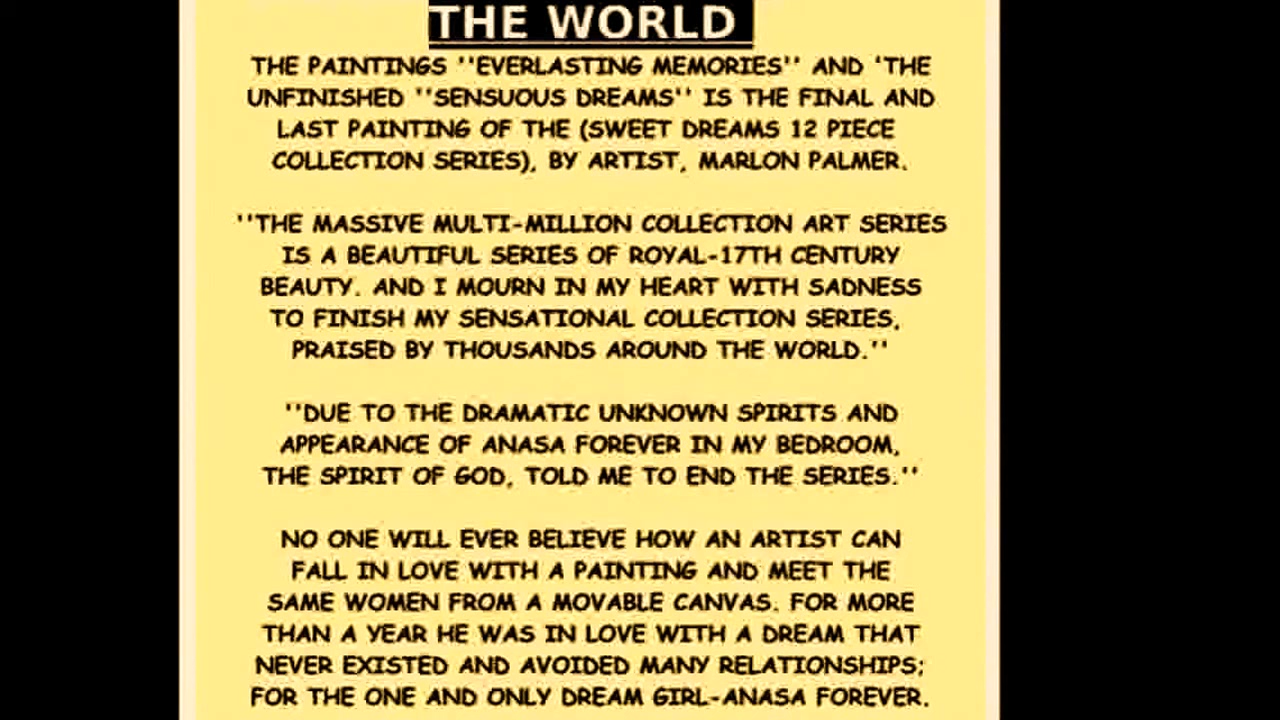 THE WORLD
THE PAINTINGS ''EVERLASTING MEMORIES'' AND 'THE
UNFINISHED ''SENSUOUS DREAMS'' IS THE FINAL AND
LAST PAINTING OF THE (SWEET DREAMS 12 PIECE
COLLECTION SERIES), BY ARTIST, MARLON PALMER.
''THE MASSIVE MULTI-MILLION COLLECTION ART SERIES
IS A BEAUTIFUL SERIES OF ROYAL-17TH CENTURY
BEAUTY. AND I MOURN IN MY HEART WITH SADNESS
TO FINISH MY SENSATIONAL COLLECTION SERIES,
PRAISED BY THOUSANDS AROUND THE WORLD.''
''DUE TO THE DRAMATIC UNKNOWN SPIRITS AND
APPEARANCE OF ANASA FOREVER IN MY BEDROOM,
THE SPIRIT OF GOD, TOLD ME TO END THE SERIES.''
NO ONE WILL EVER BELIEVE HOW AN ARTIST CAN
FALL IN LOVE WITH A PAINTING AND MEET THE
SAME WOMEN FROM A MOVABLE CANVAS. FOR MORE
THAN A YEAR HE WAS IN LOVE WITH A DREAM THAT
NEVER EXISTED AND AVOIDED MANY RELATIONSHIPS;
FOR THE ONE AND ONLY DREAM GIRL-ANASA FOREVER.